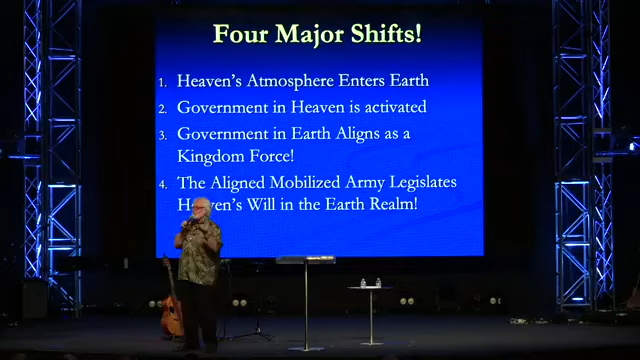 Four Major Shifts!
1. Heaven's Atmosphere Enters Earth
2. Government in Heaven is activated
3. Government in Earth Aligns as a
Kingdom Force!
4. The Aligned Mobilized Army Legislates
Heaven's Will in the Earth Realm!